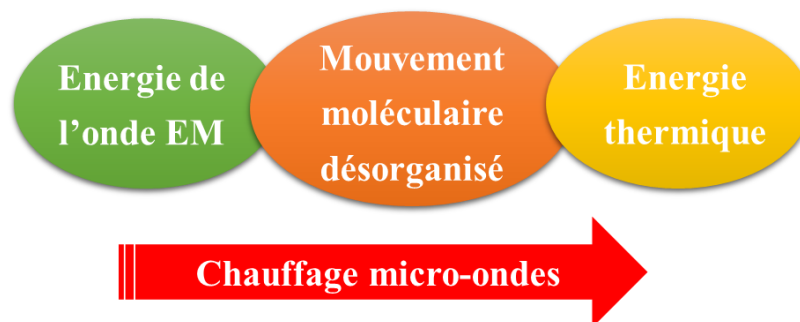 Energie de
l'onde EM
Mouvement
moléculaire
désorganisé
Energie
thermique
Chauffage micro-ondes